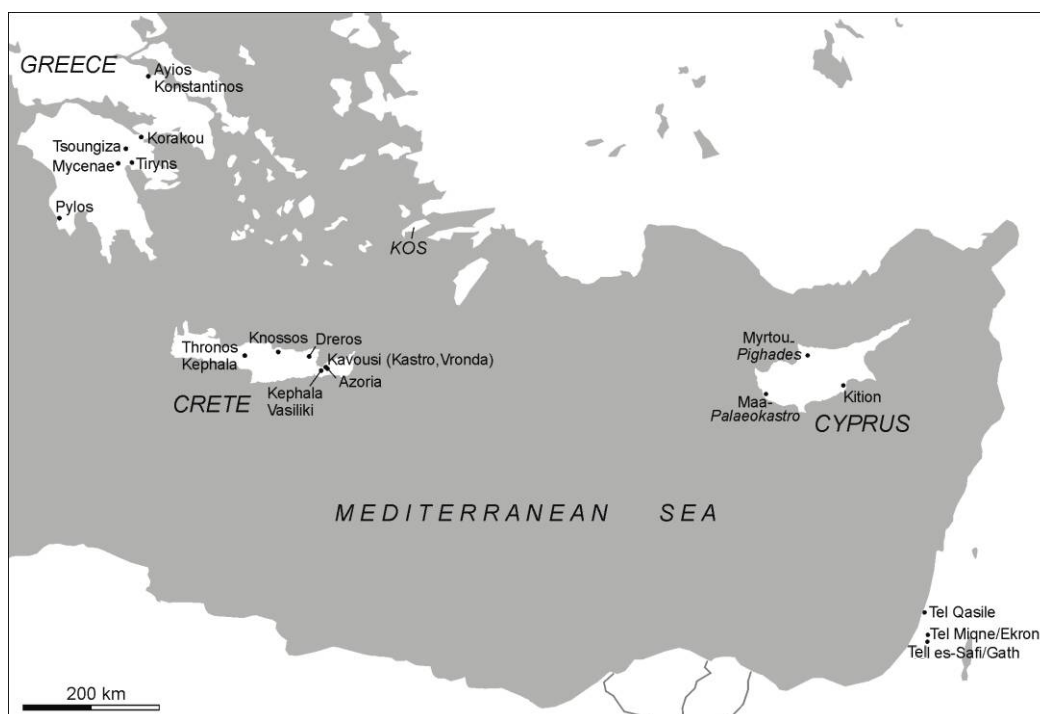 GREECE
Ayios
Konstantinos
Korakou
Tsoungiza
Mycenae
Tiryns
Pylos
KOS
Knossos
Dreros
Thronos
Kephala
Kavousi (Kastro, Vronda)
Azoria
Kephala
Vasiliki
CRETE
Myrtou-
Pighades
Maa-
Palaeokastro
Kition
CYPRUS
MEDITERRANEAN SEA
Tel Qasile
Tel Miqne/Ekron
Tell es-Safi/Gath
200 km